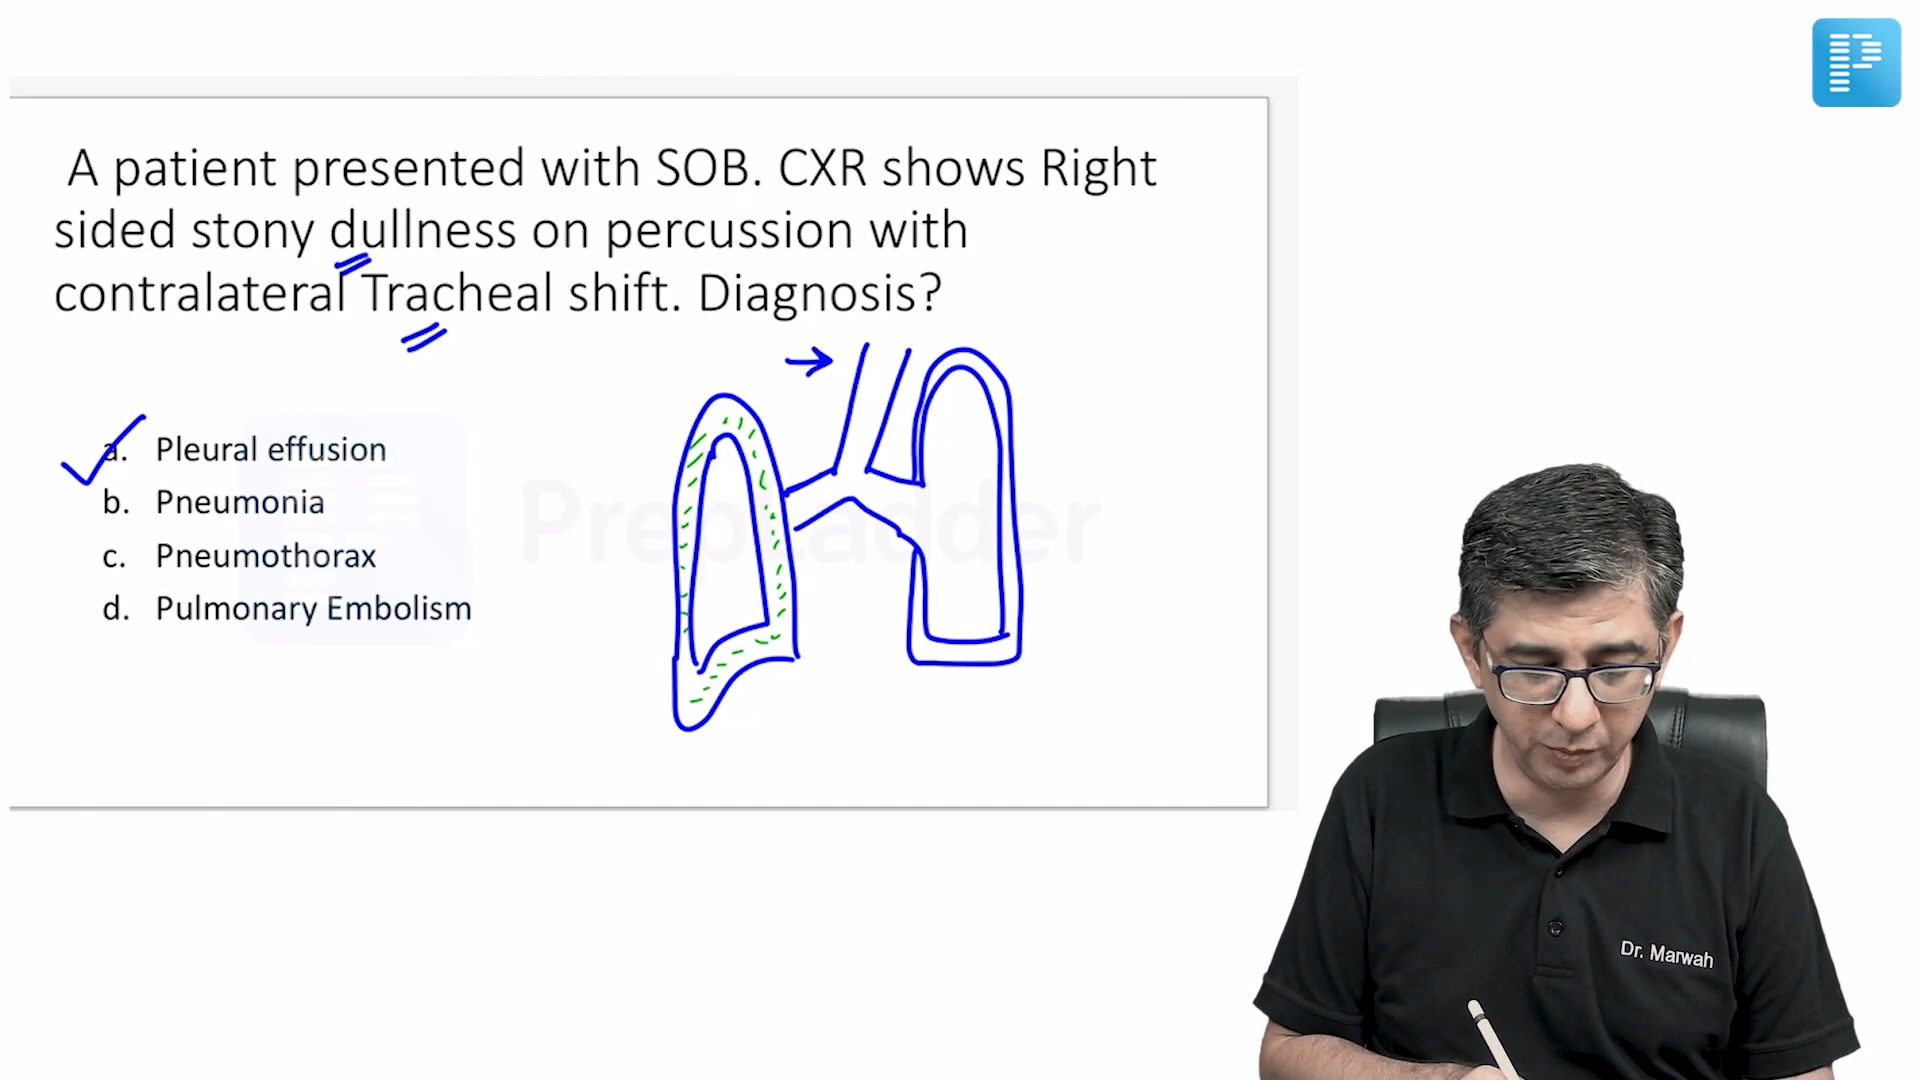 A patient presented with SOB. CXR shows Right
sided stony dullness on percussion with
contralateral Tracheal shift. Diagnosis?
a. Pleural effusion
b. Pneumonia
c. Pneumothorax
d. Pulmonary Embolism
PrepLadder
Dr. Marwah